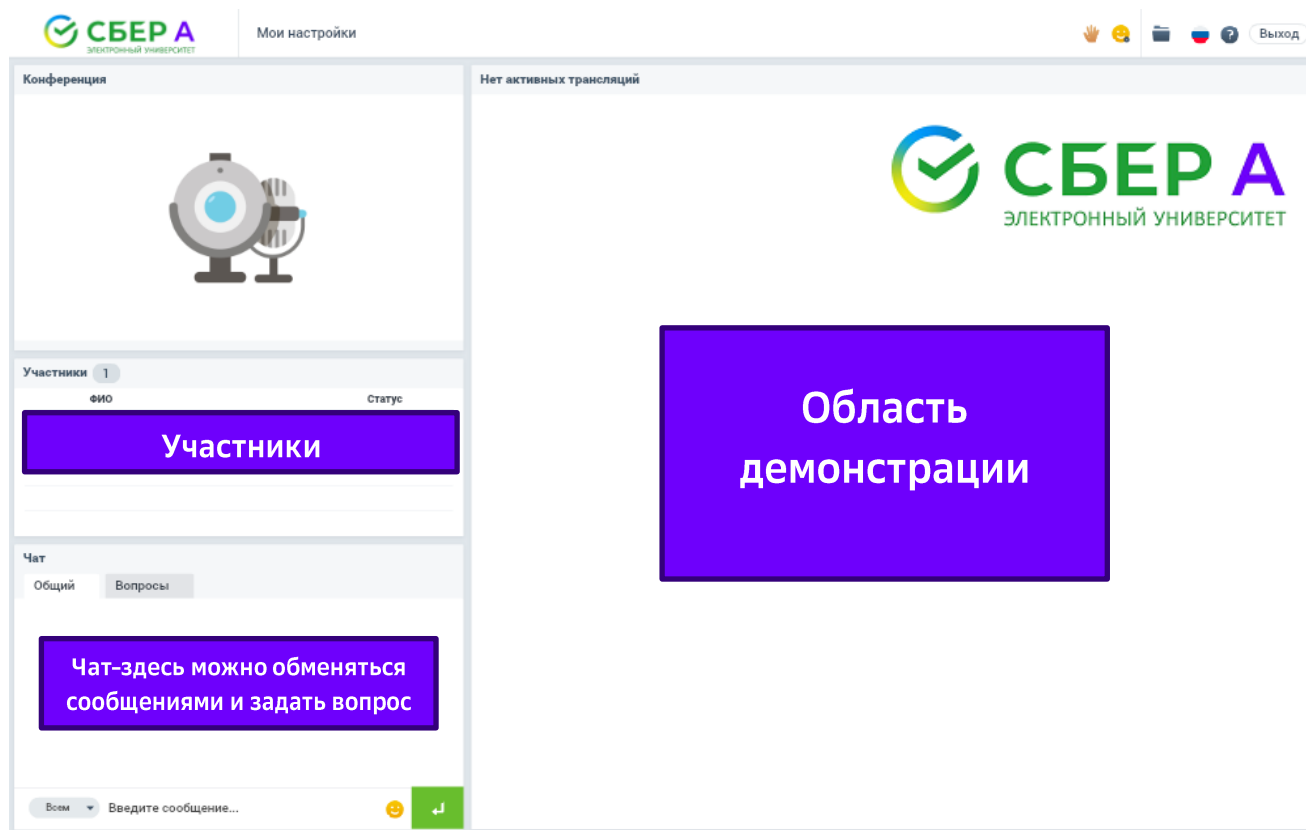 СБЕР А
ЭЛЕКТРОННЫЙ УНИВЕРСИТЕТ
Мои настройки
?
Выход
Конференция
Нет активных трансляций
СБЕР А
ЭЛЕКТРОННЫЙ УНИВЕРСИТЕТ
Участники 1
ФИО Статус
Участники
Область
демонстрации
Чат
Общий Вопросы
Чат-здесь можно обменяться
сообщениями и задать вопрос
Всем Введите сообщение...